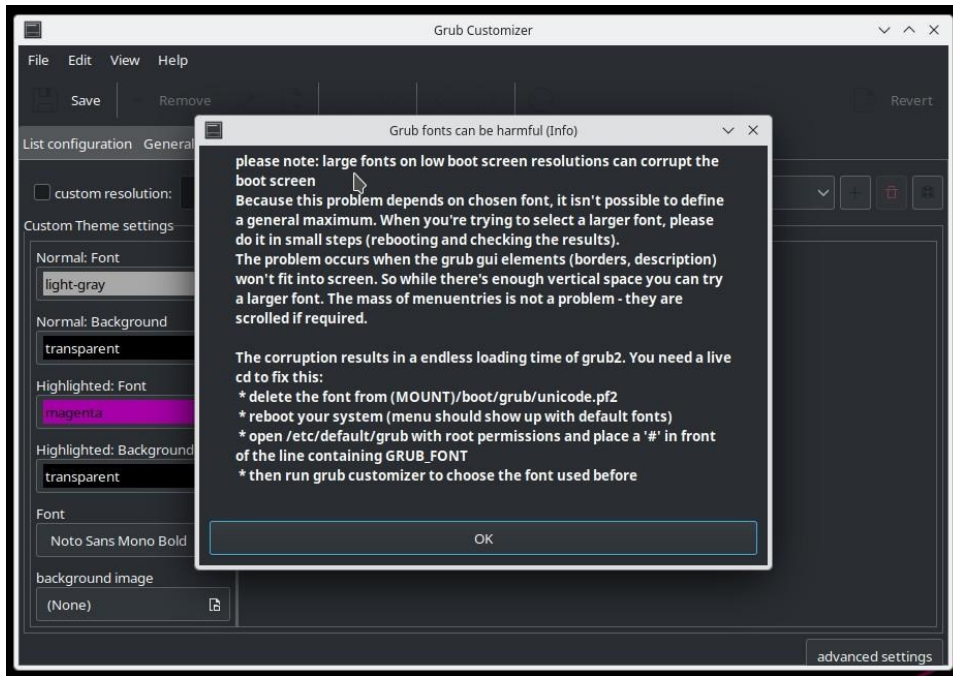 Grub Customizer
File Edit View Help
Save Remove Revert
List configuration General
Grub fonts can be harmful (Info)
please note: large fonts on low boot screen resolutions can corrupt the
boot screen
Because this problem depends on chosen font, it isn't possible to define
a general maximum. When you're trying to select a larger font, please
do it in small steps (rebooting and checking the results).
The problem occurs when the grub gui elements (borders, description)
won't fit into screen. So while there's enough vertical space you can try
a larger font. The mass of menuentries is not a problem - they are
scrolled if required.
The corruption results in a endless loading time of grub2. You need a live
cd to fix this:
* delete the font from (MOUNT)/boot/grub/unicode.pf2
* reboot your system (menu should show up with default fonts)
* open /etc/default/grub with root permissions and place a '#' in front
of the line containing GRUB_FONT
* then run grub customizer to choose the font used before
OK
custom resolution:
Custom Theme settings
Normal: Font
light-gray
Normal: Background
transparent
Highlighted: Font
magenta
Highlighted: Background
transparent
Font
Noto Sans Mono Bold
background image
(None)
advanced settings